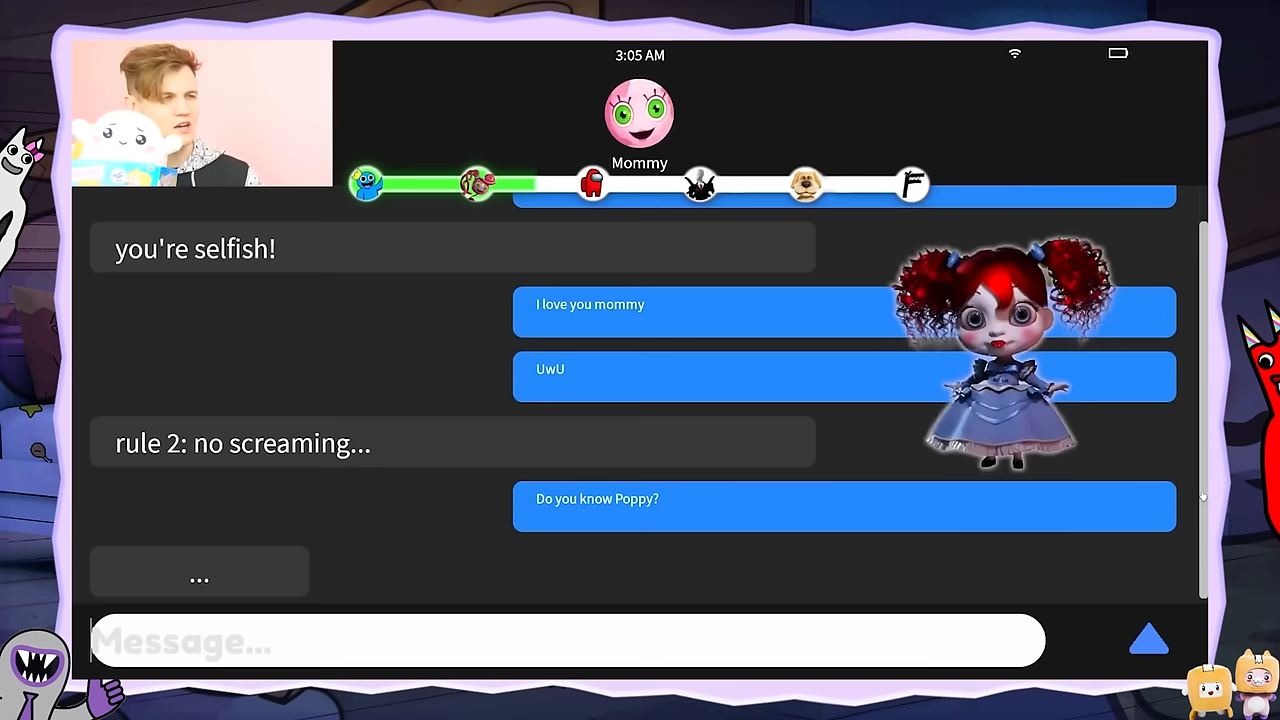 3:05 AM
Mommy
you're selfish!
I love you mommy
UwU
rule 2: no screaming...
Do you know Poppy?
...
Message...